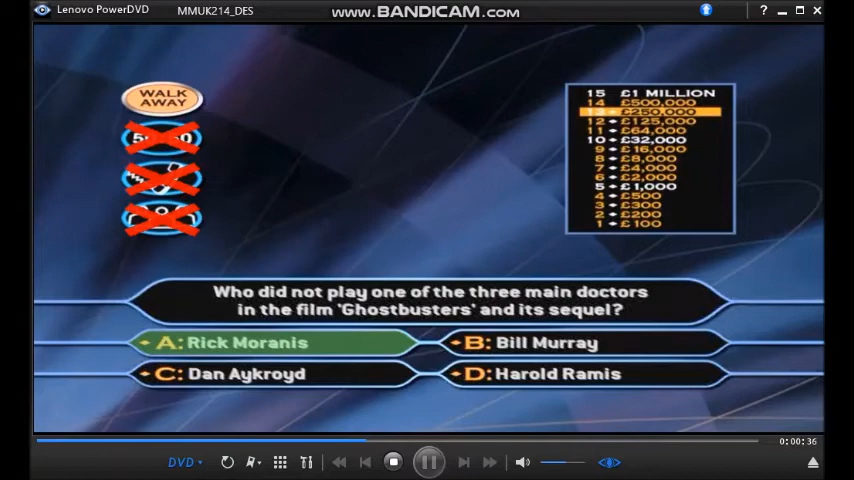 Lenovo PowerDVD
MMUK214_DES
www.BANDICAM.com
?
WALK
AWAY
15 £1 MILLION
14 £500,000
13 £250,000
12 £125,000
11 £64,000
10 £32,000
9 £16,000
8 £8,000
7 £4,000
6 £2,000
5 £1,000
4 £500
3 £300
2 £200
1 £100
Who did not play one of the three main doctors
in the film 'Ghostbusters' and its sequel?
A: Rick Moranis
B: Bill Murray
C: Dan Aykroyd
D: Harold Ramis
0:00:36
DVD